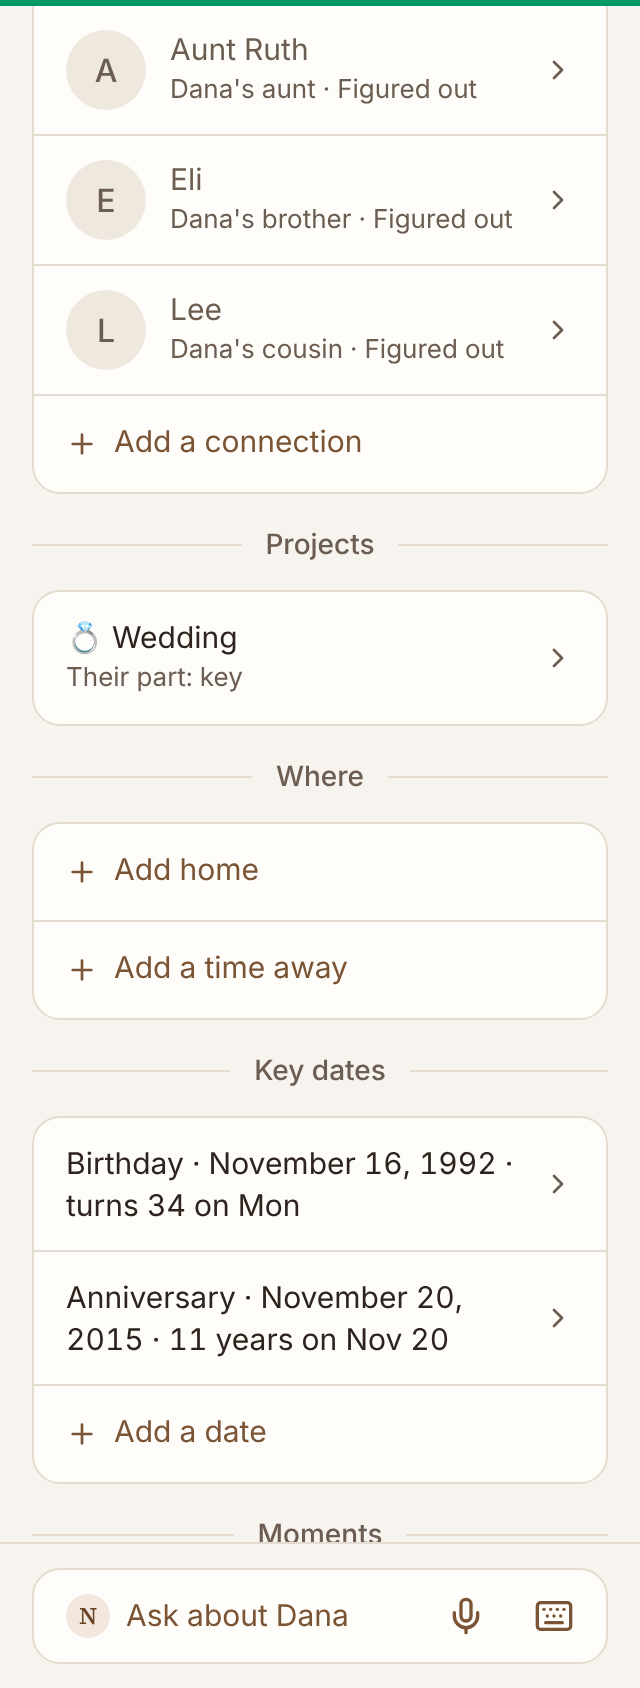 A
Aunt Ruth
Dana's aunt · Figured out
E
Eli
Dana's brother · Figured out
L
Lee
Dana's cousin · Figured out
+ Add a connection
Projects
💍 Wedding
Their part: key
Where
+ Add home
+ Add a time away
Key dates
Birthday · November 16, 1992 ·
turns 34 on Mon
Anniversary · November 20,
2015 · 11 years on Nov 20
+ Add a date
Moments
N Ask about Dana